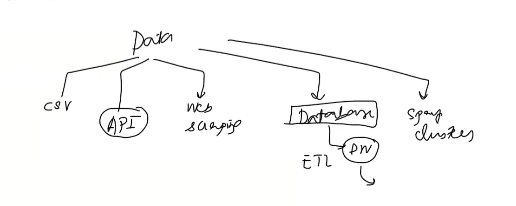 Data
CSV
API
Web
scraping
Database
ETL
DW
Spark
clusters